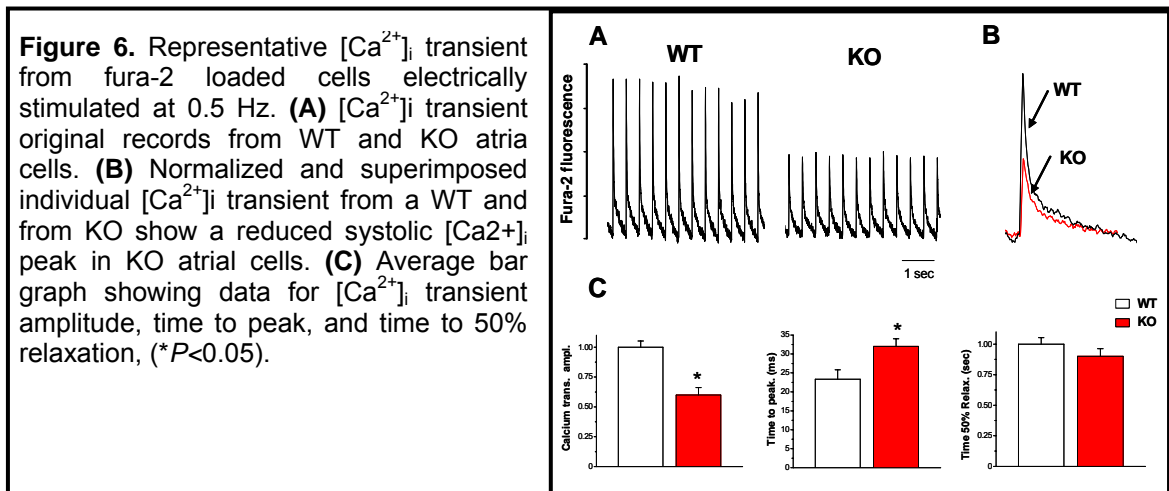 Figure 6. Representative [Ca²⁺]ᵢ transient
from fura-2 loaded cells electrically
stimulated at 0.5 Hz. (A) [Ca²⁺]i transient
original records from WT and KO atria
cells. (B) Normalized and superimposed
individual [Ca²⁺]i transient from a WT and
from KO show a reduced systolic [Ca2+]ᵢ
peak in KO atrial cells. (C) Average bar
graph showing data for [Ca²⁺]ᵢ transient
amplitude, time to peak, and time to 50%
relaxation, (*P<0.05).
A
WT
KO
Fura-2 fluorescence
1 sec
B
WT
KO
C
WT
KO
Calcium trans. ampl.
1.00
0.75
0.50
0.25
0
*
Time to peak. (ms)
35
30
25
20
15
10
5
0
*
Time 50% Relax. (sec)
1.00
0.75
0.50
0.25
0